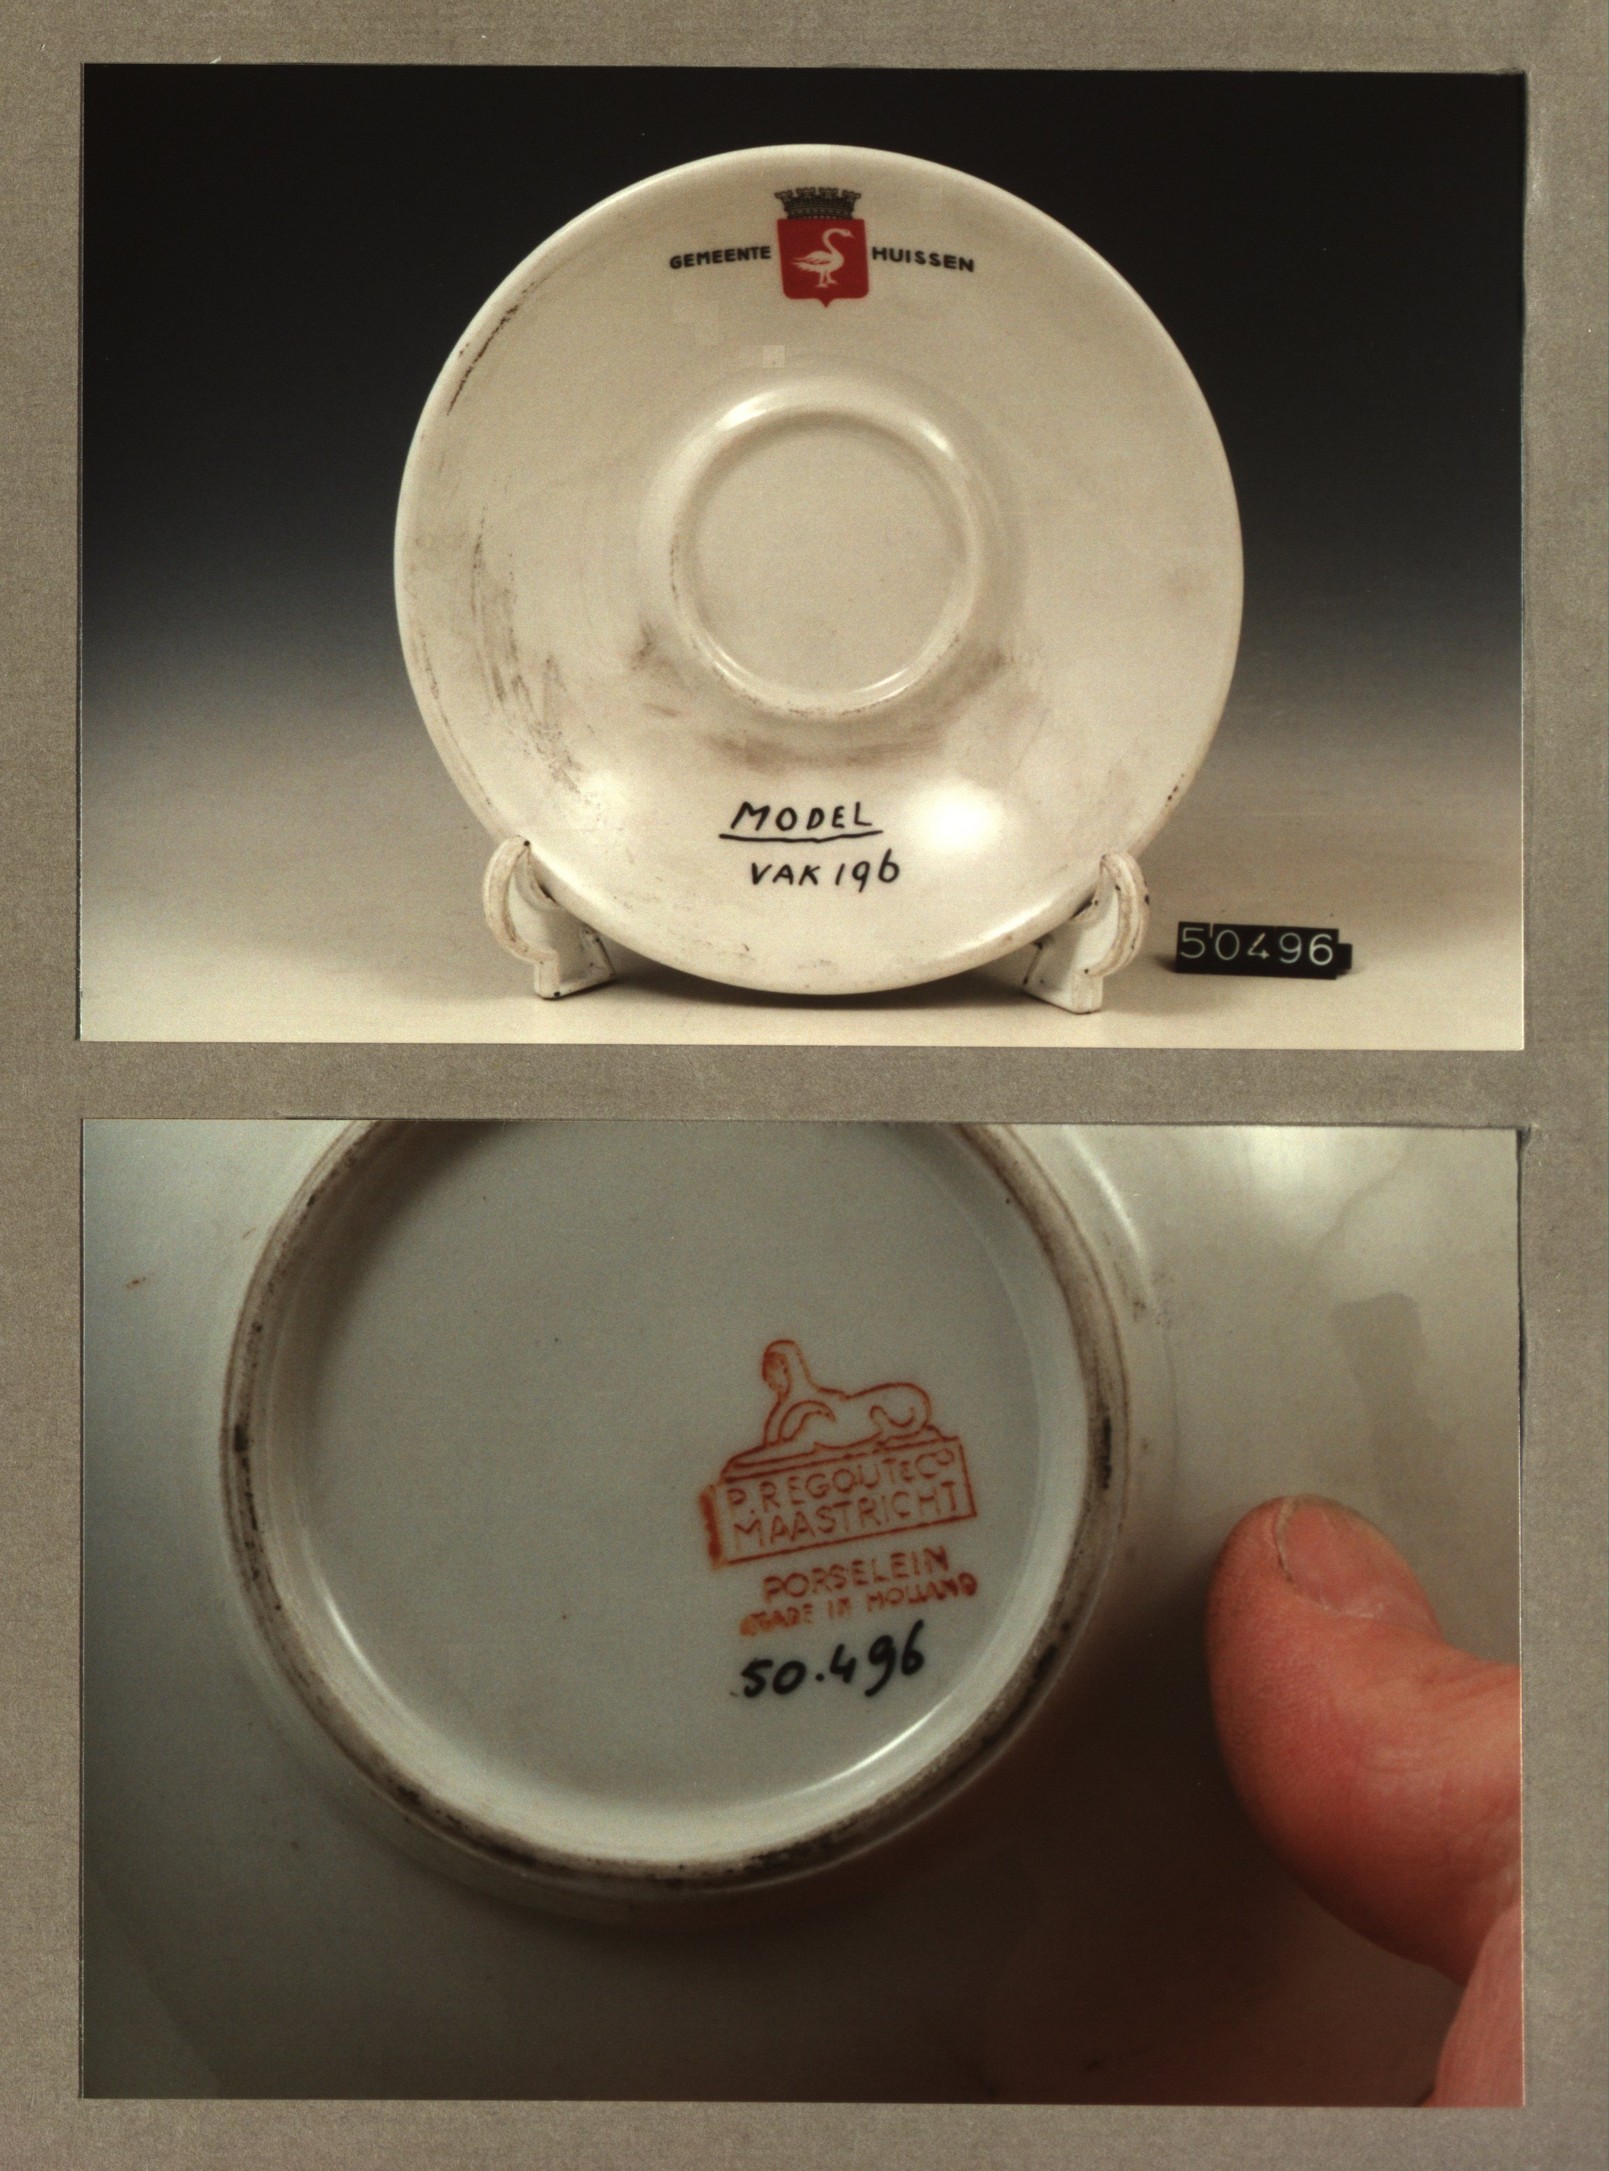 GEMEENTE HUISSEN
MODEL
VAK 196
50496
P. REGOUT & Co
MAASTRICHT
PORSELEIN
MADE IN HOLLAND
50.496